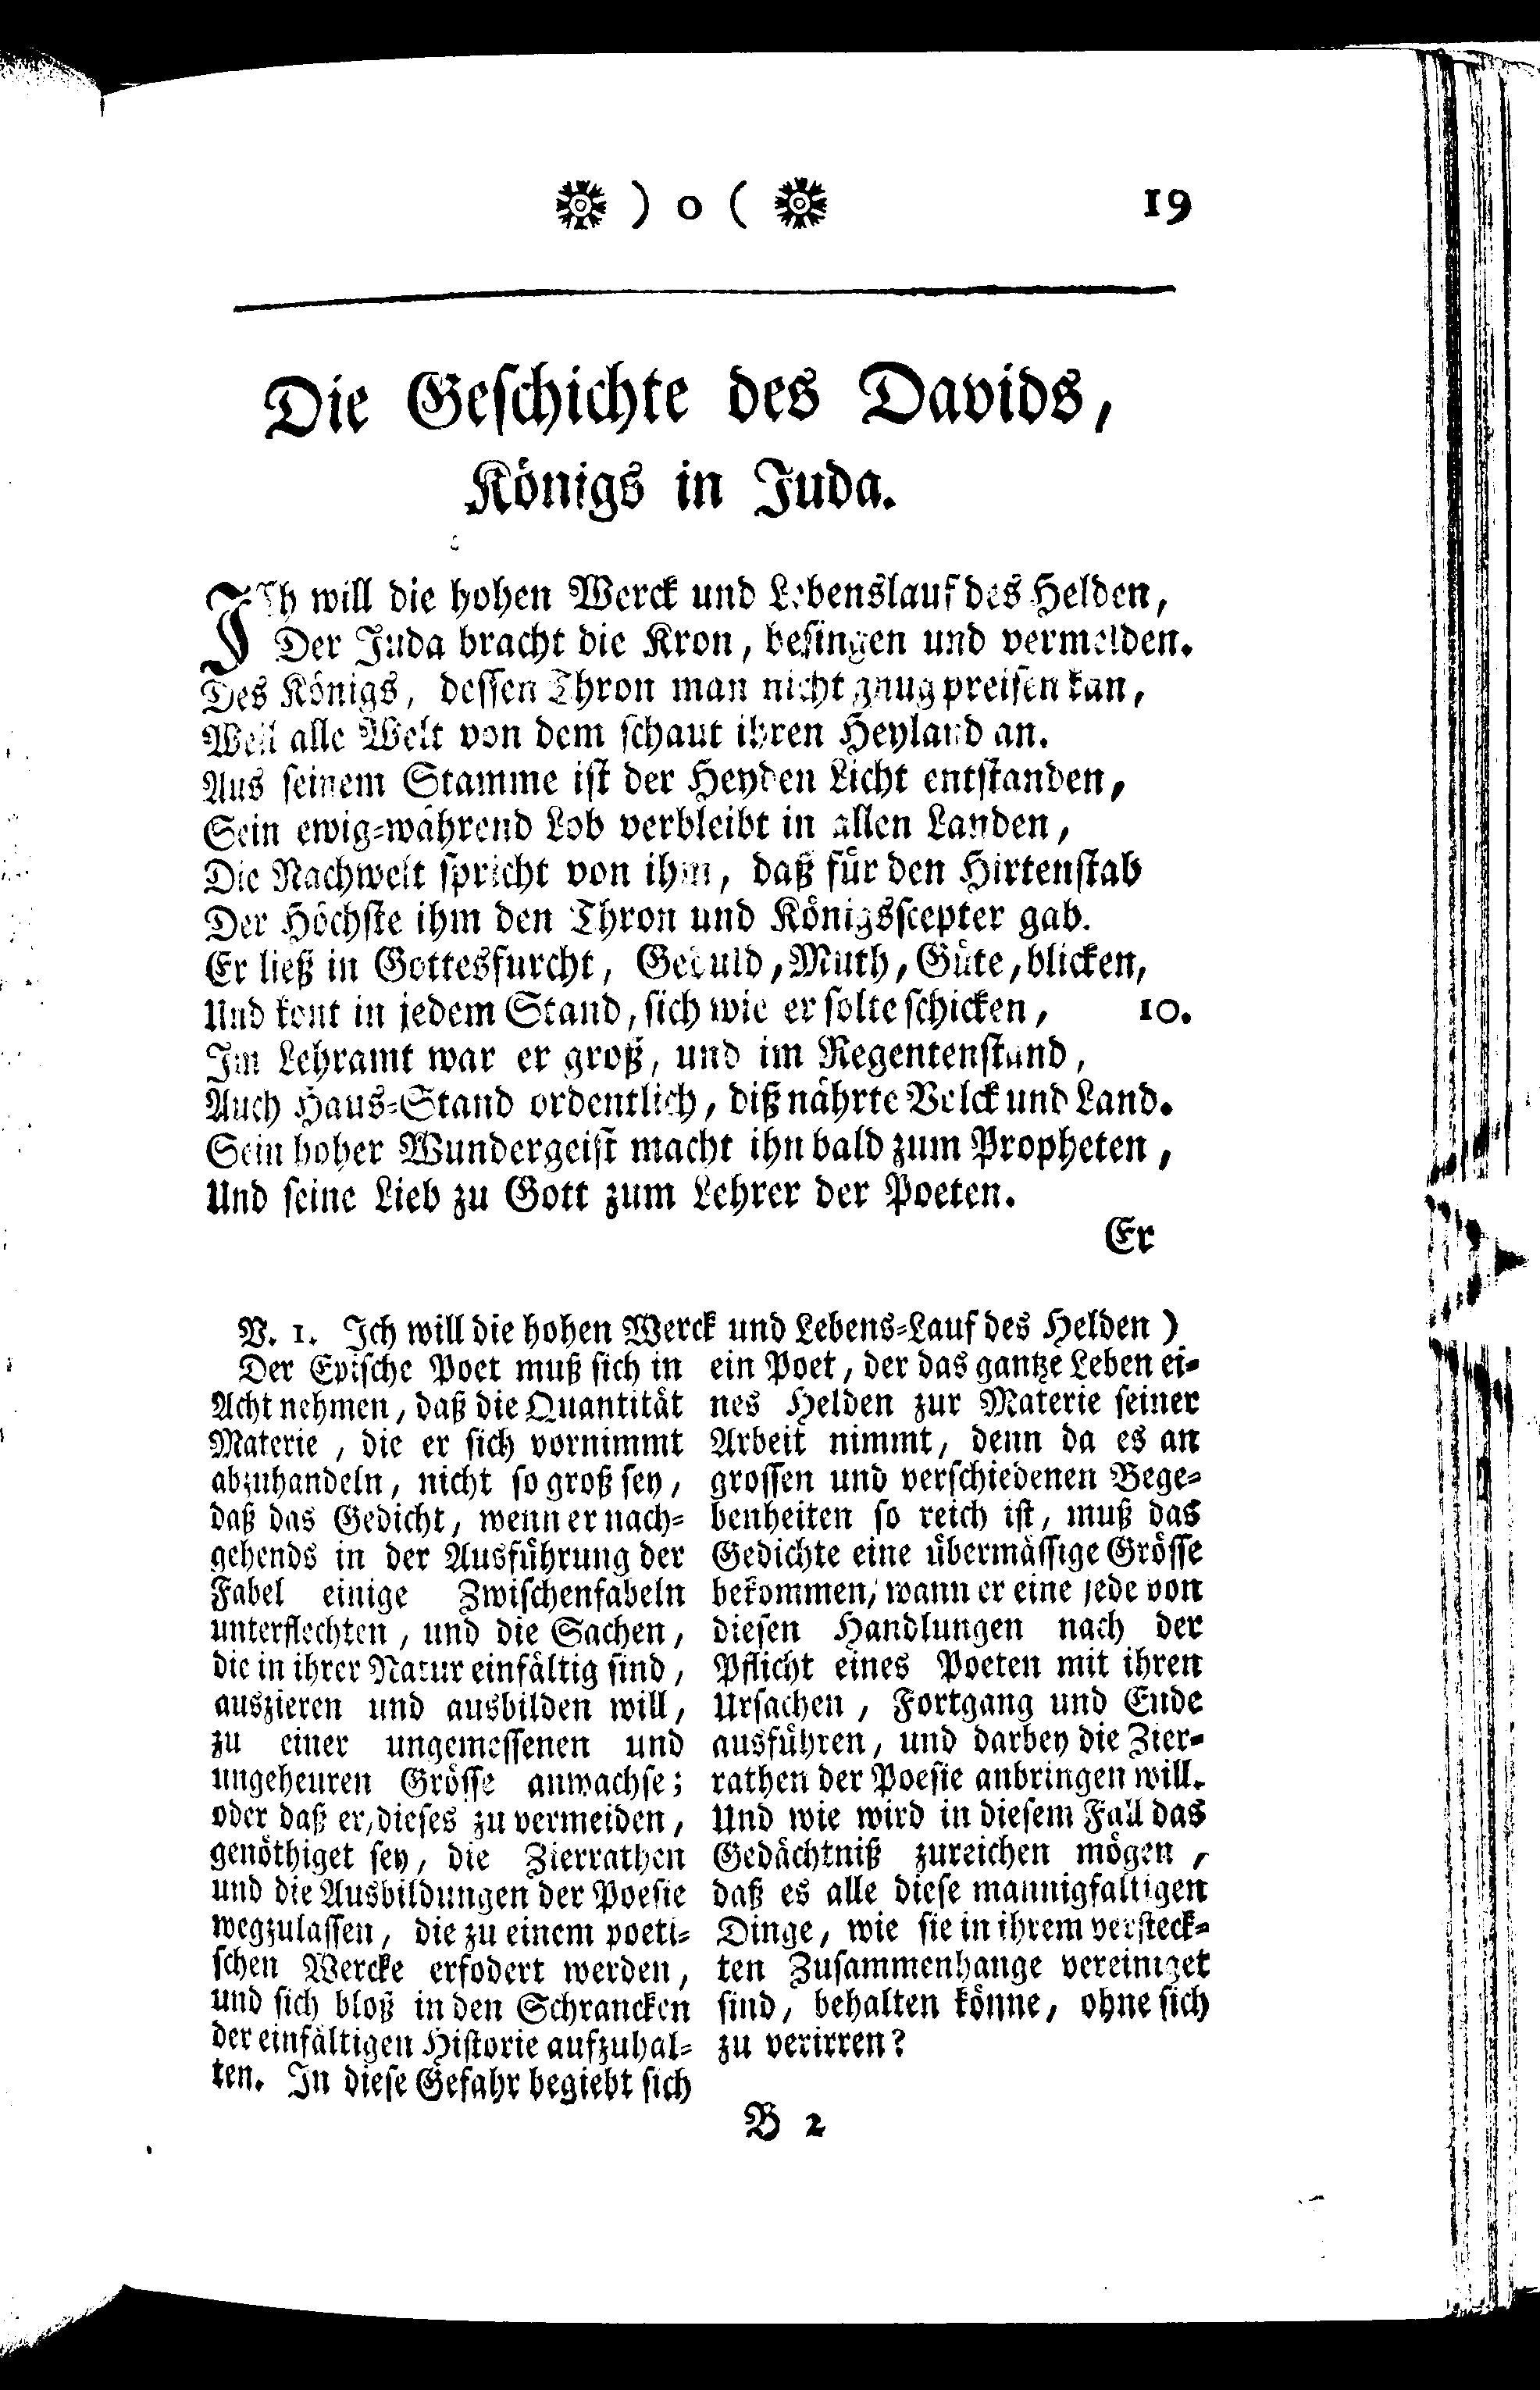 ) o ( 19
Die Geschichte des Davids,
Königs in Juda.
ICh will die hohen Werck und Lebenslauf des Helden,
Der Juda bracht die Kron, besingen und vermelden.
Des Königs, dessen Thron man nicht gnug preisen kan,
Weil alle Welt von dem schaut ihren Heyland an.
Aus seinem Stamme ist der Heyden Licht entstanden,
Sein ewig-während Lob verbleibt in allen Landen,
Die Nachwelt spricht von ihm, daß für den Hirtenstab
Der Höchste ihm den Thron und Königsscepter gab.
Er ließ in Gottesfurcht, Geduld, Muth, Güte, blicken,
Und kont in jedem Stand, sich wie er solte schicken, 10.
Im Lehramt war er groß, und im Regentenstand,
Auch Haus-Stand ordentlich, diß nährte Volck und Land.
Sein hoher Wundergeist macht ihn bald zum Propheten,
Und seine Lieb zu Gott zum Lehrer der Poeten.
Er
V. 1. Ich will die hohen Werck und Lebens-Lauf des Helden)
Der Epische Poet muß sich in
Acht nehmen, daß die Quantität
Materie, die er sich vornimmt
abzuhandeln, nicht so groß sey,
daß das Gedicht, wenn er nach-
gehends in der Ausführung der
Fabel einige Zwischenfabeln
unterflechten, und die Sachen,
die in ihrer Natur einfältig sind,
auszieren und ausbilden will,
zu einer ungemessenen und
ungeheuren Grösse anwachse;
oder daß er, dieses zu vermeiden,
genöthiget sey, die Zierrathen
und die Ausbildungen der Poesie
wegzulassen, die zu einem poeti-
schen Wercke erfodert werden,
und sich bloß in den Schrancken
der einfältigen Historie aufzuhal-
ten. In diese Gefahr begiebt sich
ein Poet, der das gantze Leben ei-
nes Helden zur Materie seiner
Arbeit nimmt, denn da es an
grossen und verschiedenen Bege-
benheiten so reich ist, muß das
Gedichte eine übermässige Grösse
bekommen, wann er eine jede von
diesen Handlungen nach der
Pflicht eines Poeten mit ihren
Ursachen, Fortgang und Ende
ausführen, und darbey die Zier-
rathen der Poesie anbringen will.
Und wie wird in diesem Fall das
Gedächtniß zureichen mögen,
daß es alle diese mannigfaltigen
Dinge, wie sie in ihrem versteck-
ten Zusammenhange vereiniget
sind, behalten könne, ohne sich
zu verirren?
B 2